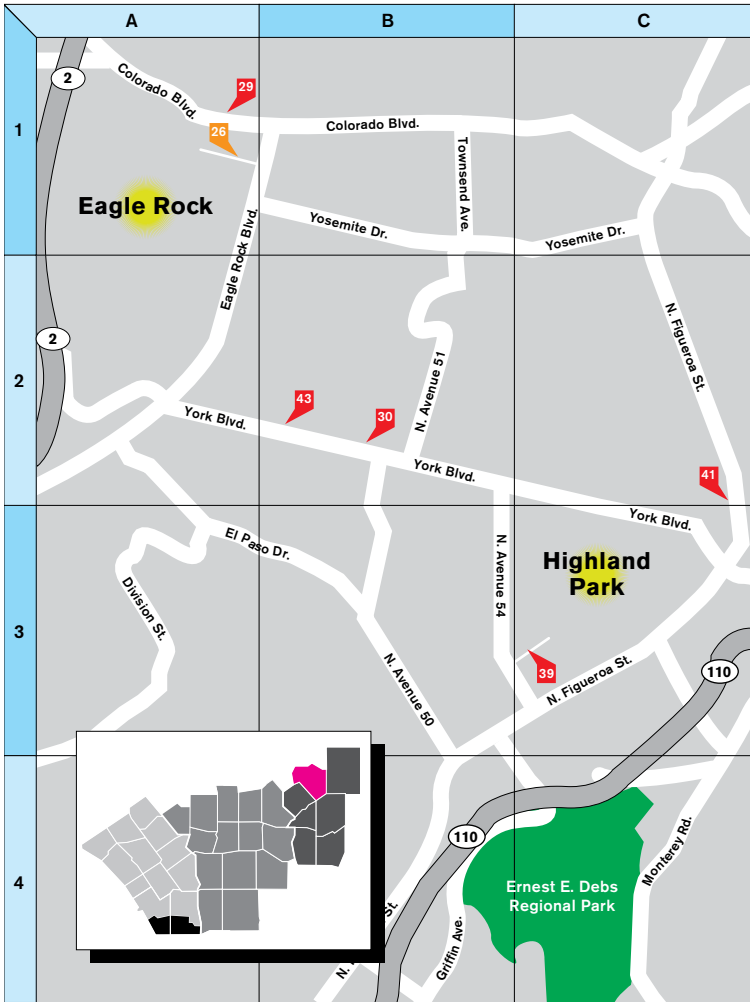 A
B
C
1
2
3
4
2
Colorado Blvd.
29
26
Colorado Blvd.
Townsend Ave.
Eagle Rock
Eagle Rock Blvd.
Yosemite Dr.
Yosemite Dr.
2
N. Figueroa St.
N. Avenue 51
43
30
York Blvd.
York Blvd.
41
York Blvd.
El Paso Dr.
N. Avenue 54
Highland
Park
Division St.
39
N. Avenue 50
N. Figueroa St.
110
110
Monterey Rd.
Ernest E. Debs
Regional Park
Griffin Ave.
N.
St.